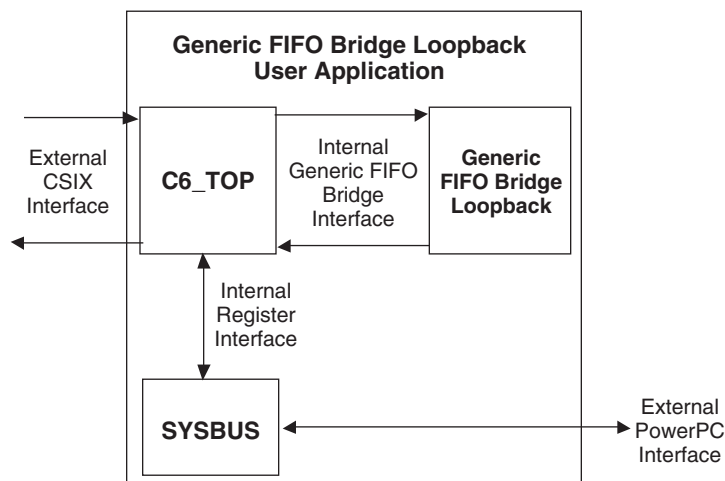 Generic FIFO Bridge Loopback
User Application
External
CSIX
Interface
C6_TOP
Internal
Generic FIFO
Bridge
Interface
Generic
FIFO Bridge
Loopback
Internal
Register
Interface
SYSBUS
External
PowerPC
Interface